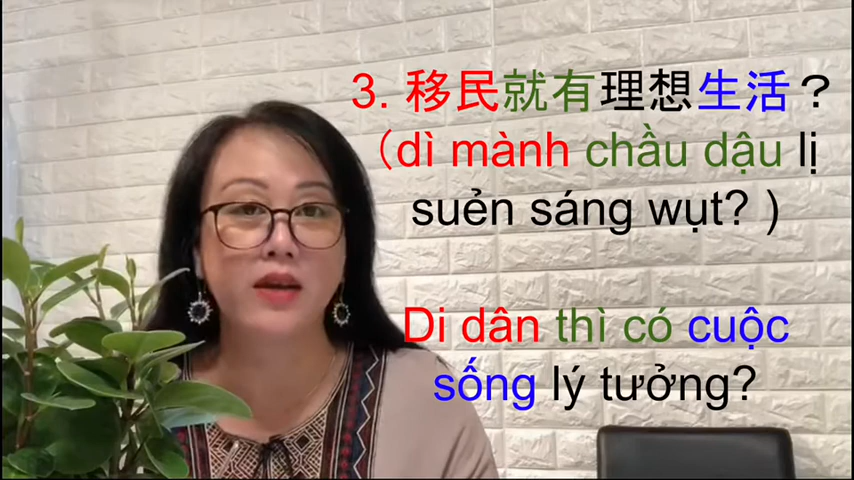 3. 移民就有理想生活？
（dì mành chầu dậu lị
suẻn sáng wụt? )
Di dân thì có cuộc
sống lý tưởng?